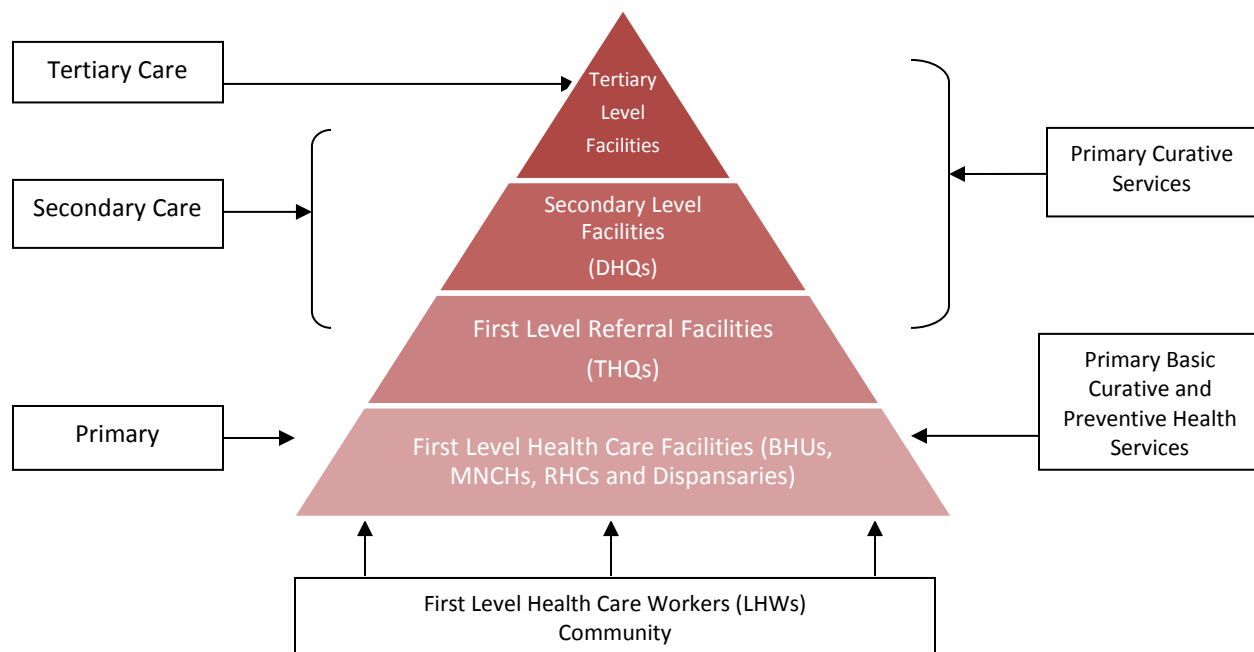 Tertiary Care
Secondary Care
Primary
Tertiary
Level
Facilities
Secondary Level
Facilities
(DHQs)
First Level Referral Facilities
(THQs)
First Level Health Care Facilities (BHUs,
MNCHs, RHCs and Dispansaries)
Primary Curative
Services
Primary Basic
Curative and
Preventive Health
Services
First Level Health Care Workers (LHWs)
Community